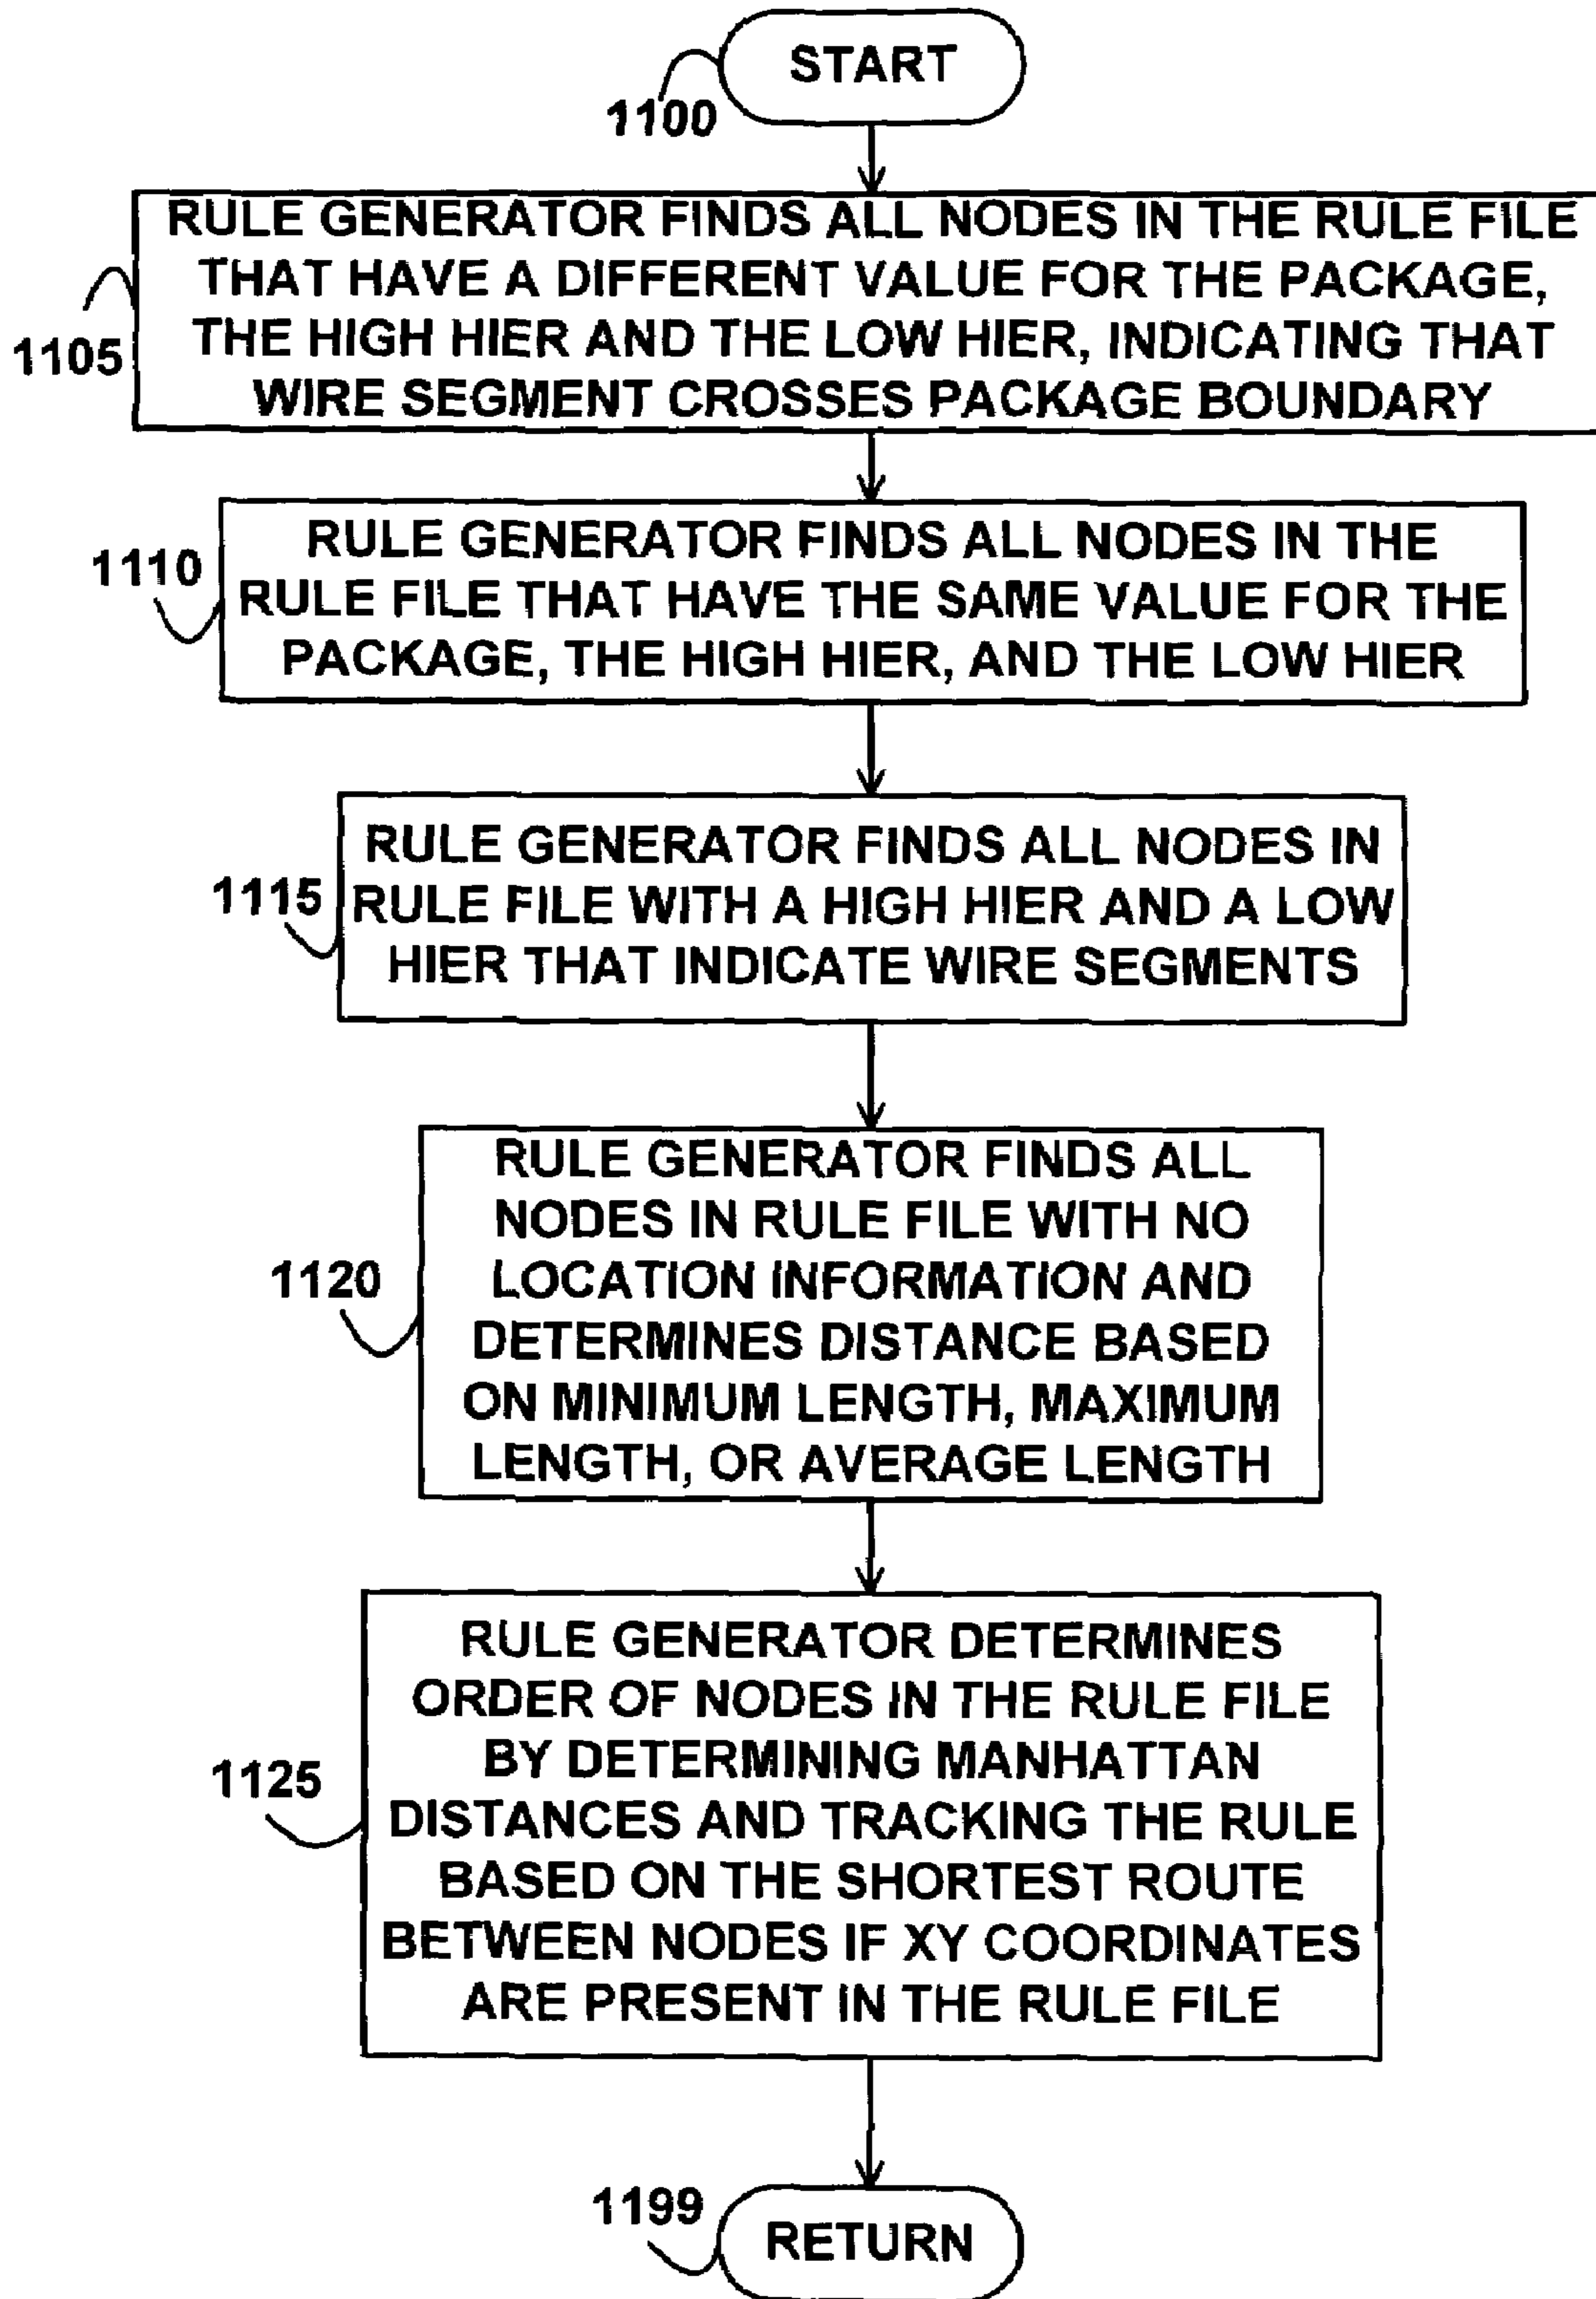 START
1100
RULE GENERATOR FINDS ALL NODES IN THE RULE FILE
THAT HAVE A DIFFERENT VALUE FOR THE PACKAGE,
THE HIGH HIER AND THE LOW HIER, INDICATING THAT
WIRE SEGMENT CROSSES PACKAGE BOUNDARY
1105
RULE GENERATOR FINDS ALL NODES IN THE
RULE FILE THAT HAVE THE SAME VALUE FOR THE
PACKAGE, THE HIGH HIER, AND THE LOW HIER
1110
RULE GENERATOR FINDS ALL NODES IN
RULE FILE WITH A HIGH HIER AND A LOW
HIER THAT INDICATE WIRE SEGMENTS
1115
RULE GENERATOR FINDS ALL
NODES IN RULE FILE WITH NO
LOCATION INFORMATION AND
DETERMINES DISTANCE BASED
ON MINIMUM LENGTH, MAXIMUM
LENGTH, OR AVERAGE LENGTH
1120
RULE GENERATOR DETERMINES
ORDER OF NODES IN THE RULE FILE
BY DETERMINING MANHATTAN
DISTANCES AND TRACKING THE RULE
BASED ON THE SHORTEST ROUTE
BETWEEN NODES IF XY COORDINATES
ARE PRESENT IN THE RULE FILE
1125
1199
RETURN